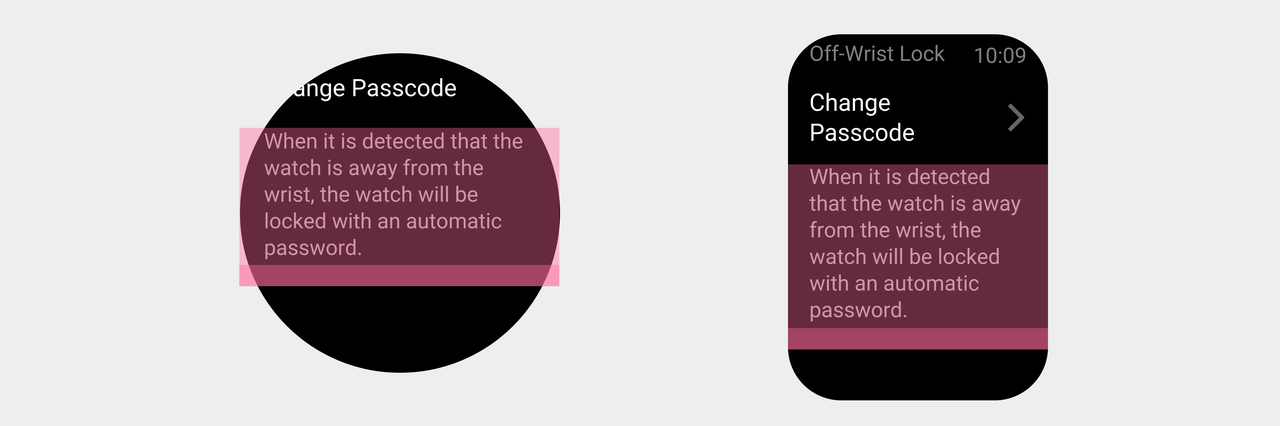 ange Passcode
When it is detected that the
watch is away from the
wrist, the watch will be
locked with an automatic
password.
Off-Wrist Lock 10:09
Change
Passcode
When it is detected
that the watch is away
from the wrist, the
watch will be locked
with an automatic
password.